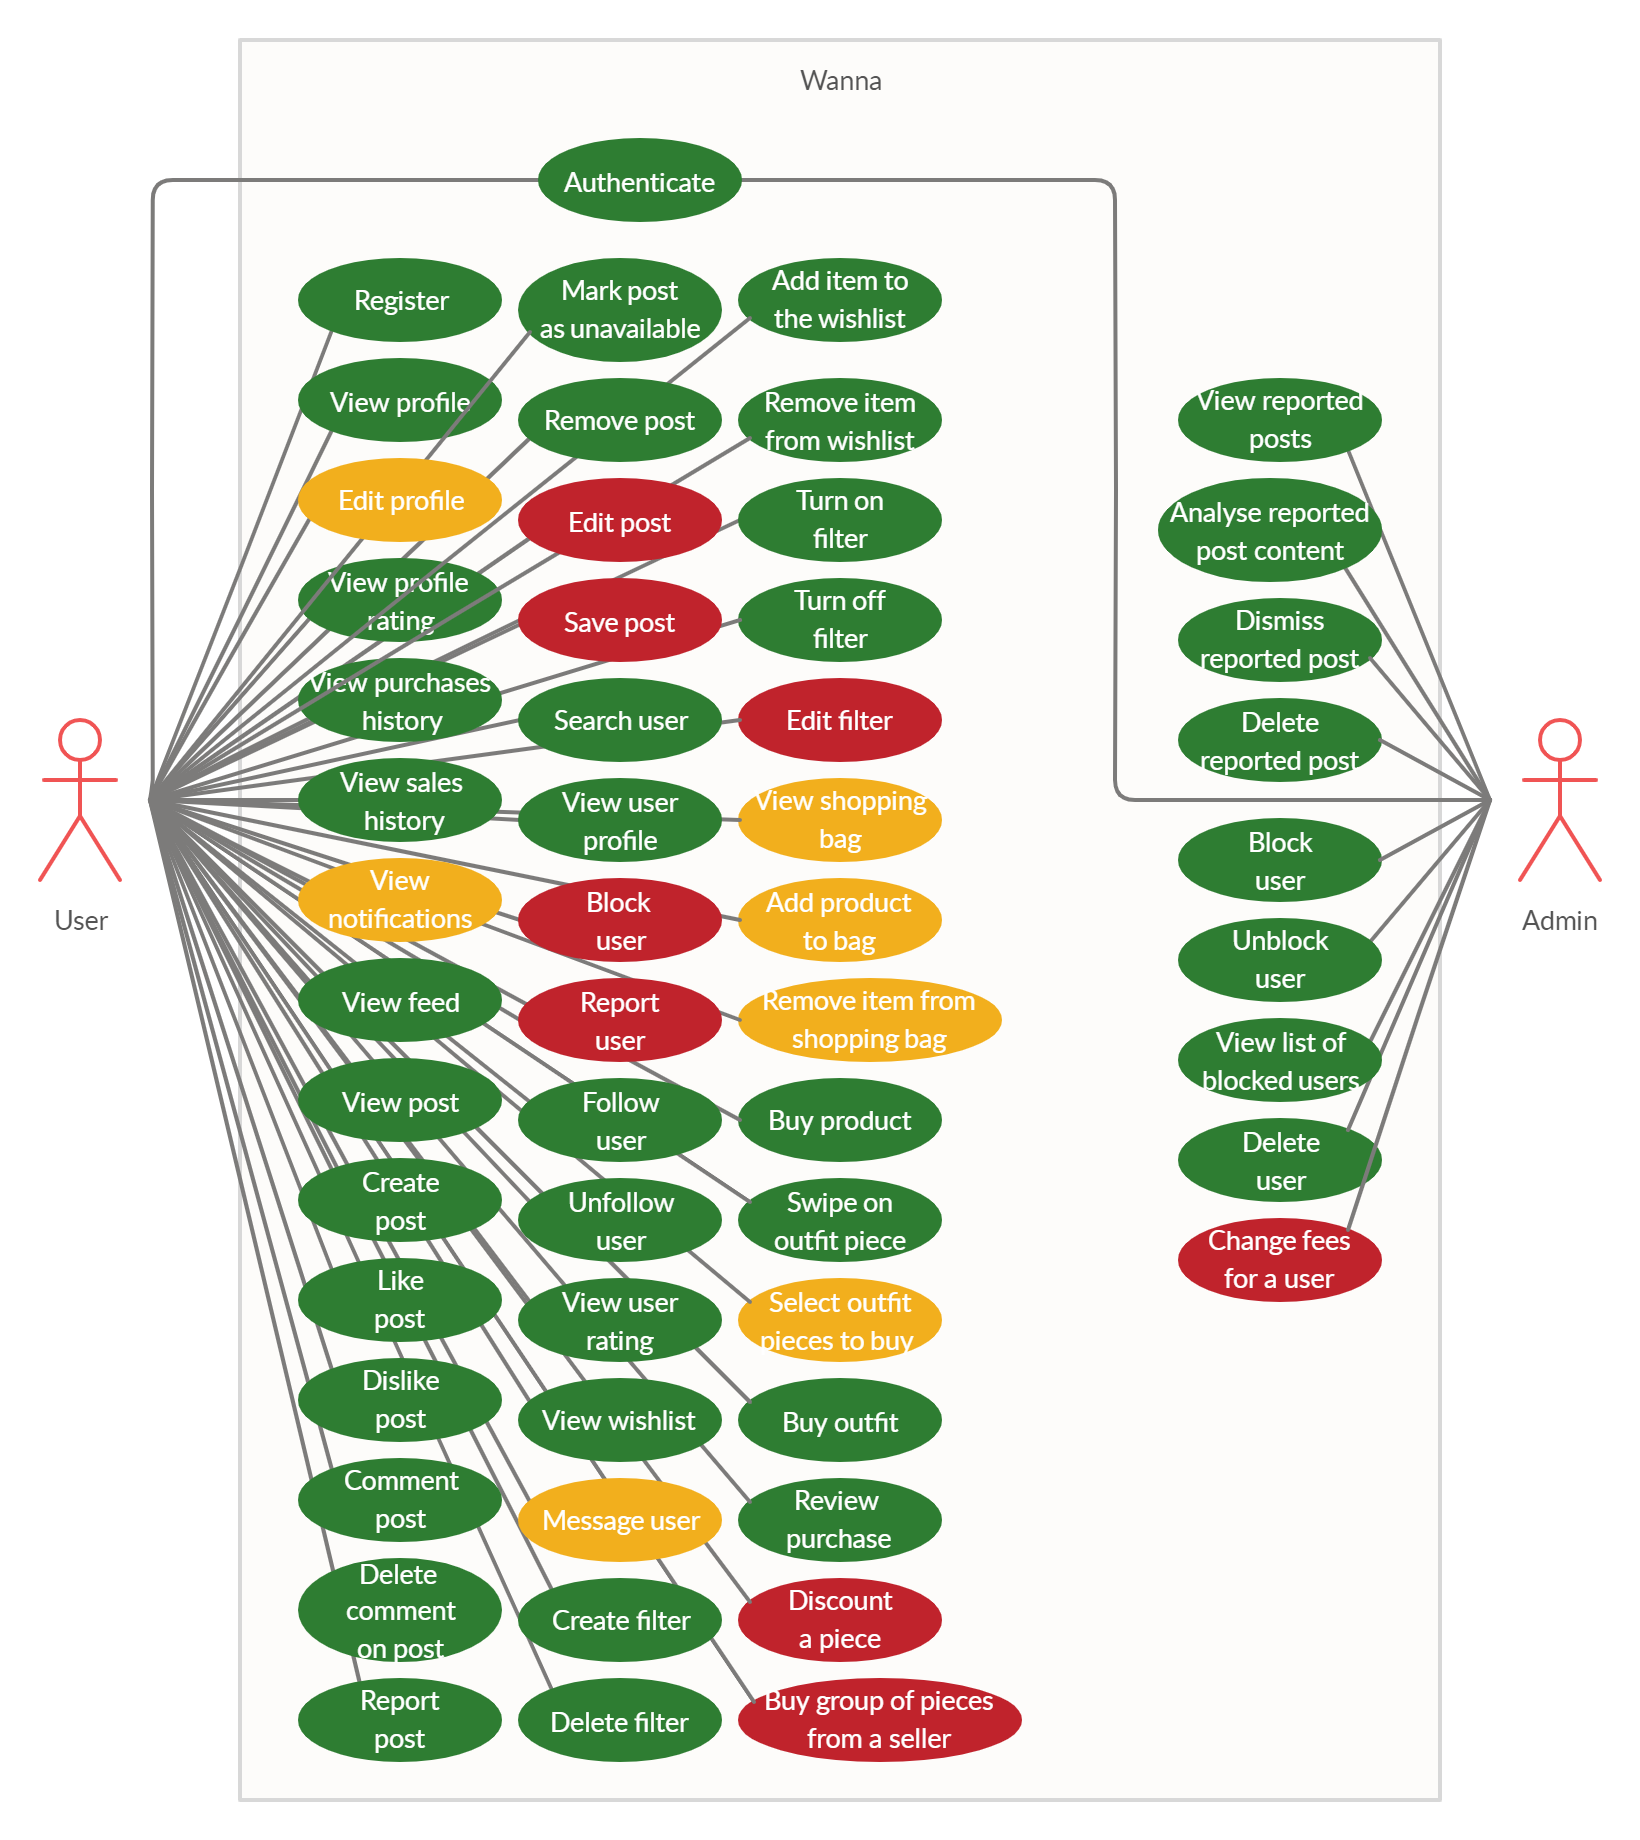 Wanna
Authenticate
Register
View profile
Edit profile
View profile
rating
View purchases
history
View sales
history
View
notifications
View feed
View post
Create
post
Like
post
Dislike
post
Comment
post
Delete
comment
on post
Report
post
Mark post
as unavailable
Remove post
Edit post
Save post
Search user
View user
profile
Block
user
Report
user
Follow
user
Unfollow
user
View user
rating
View wishlist
Message user
Create filter
Delete filter
Add item to
the wishlist
Remove item
from wishlist
Turn on
filter
Turn off
filter
Edit filter
View shopping
bag
Add product
to bag
Remove item from
shopping bag
Buy product
Swipe on
outfit piece
Select outfit
pieces to buy
Buy outfit
Review
purchase
Discount
a piece
Buy group of pieces
from a seller
View reported
posts
Analyse reported
post content
Dismiss
reported post
Delete
reported post
Block
user
Unblock
user
View list of
blocked users
Delete
user
Change fees
for a user
User
Admin